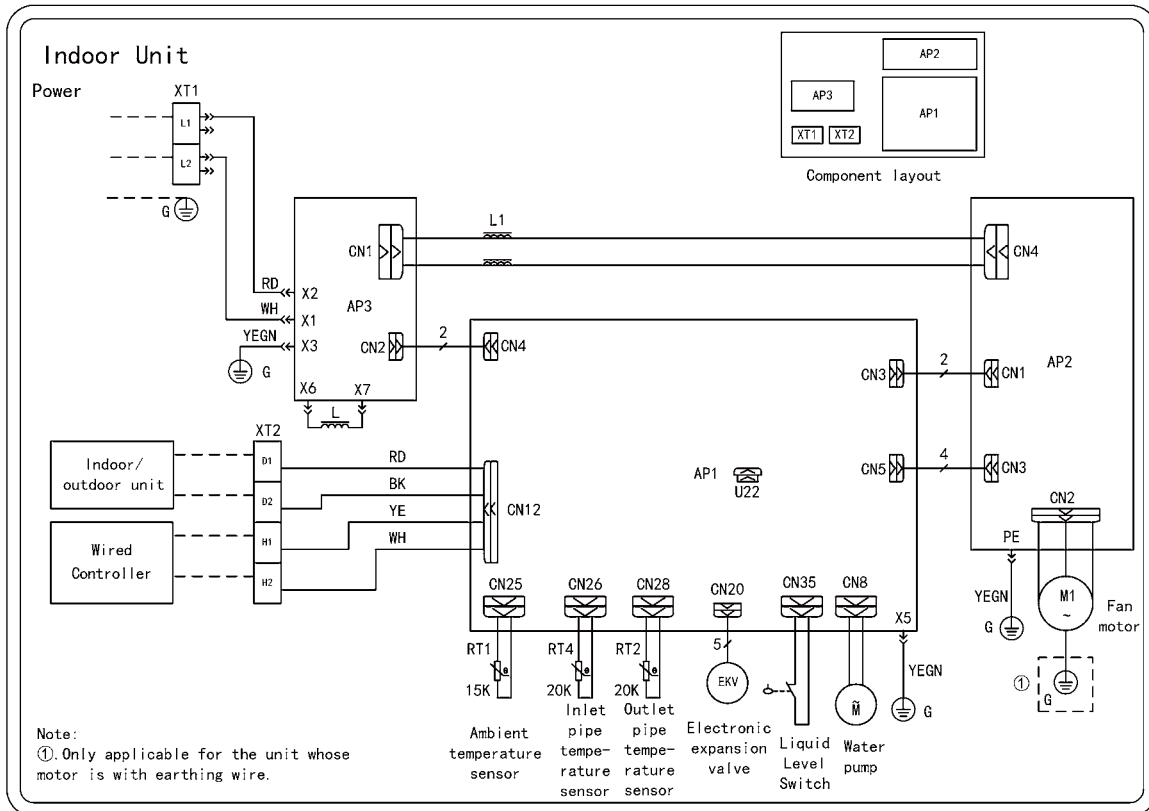 Indoor Unit
Power
XT1
L1
L2
G
AP2
AP3
AP1
XT1
XT2
Component layout
L1
CN1
CN4
RD
X2
WH
X1
YEGN
X3
G
AP3
CN2
2
CN4
X6
X7
L
CN3
2
CN1
AP2
XT2
Indoor/
outdoor unit
D1
RD
D2
BK
H1
YE
H2
WH
Wired
Controller
CN12
AP1
U22
CN5
4
CN3
CN2
PE
YEGN
G
M1
~
Fan
motor
①
G
CN25
CN26
CN28
CN20
CN35
CN8
X5
YEGN
G
RT1
θ
15K
Ambient
temperature
sensor
RT4
θ
20K
Inlet
pipe
tempe-
rature
sensor
RT2
θ
20K
Outlet
pipe
tempe-
rature
sensor
5
EKV
Electronic
expansion
valve
Liquid
Level
Switch
M̃
Water
pump
Note:
①.Only applicable for the unit whose
motor is with earthing wire.